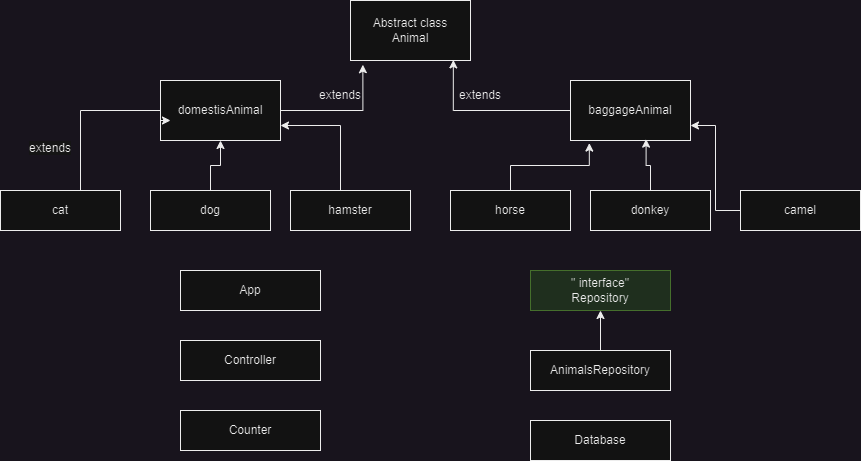 Abstract class
Animal
extends
extends
domestisAnimal
baggageAnimal
extends
cat
dog
hamster
horse
donkey
camel
App
" interface"
Repository
Controller
AnimalsRepository
Counter
Database